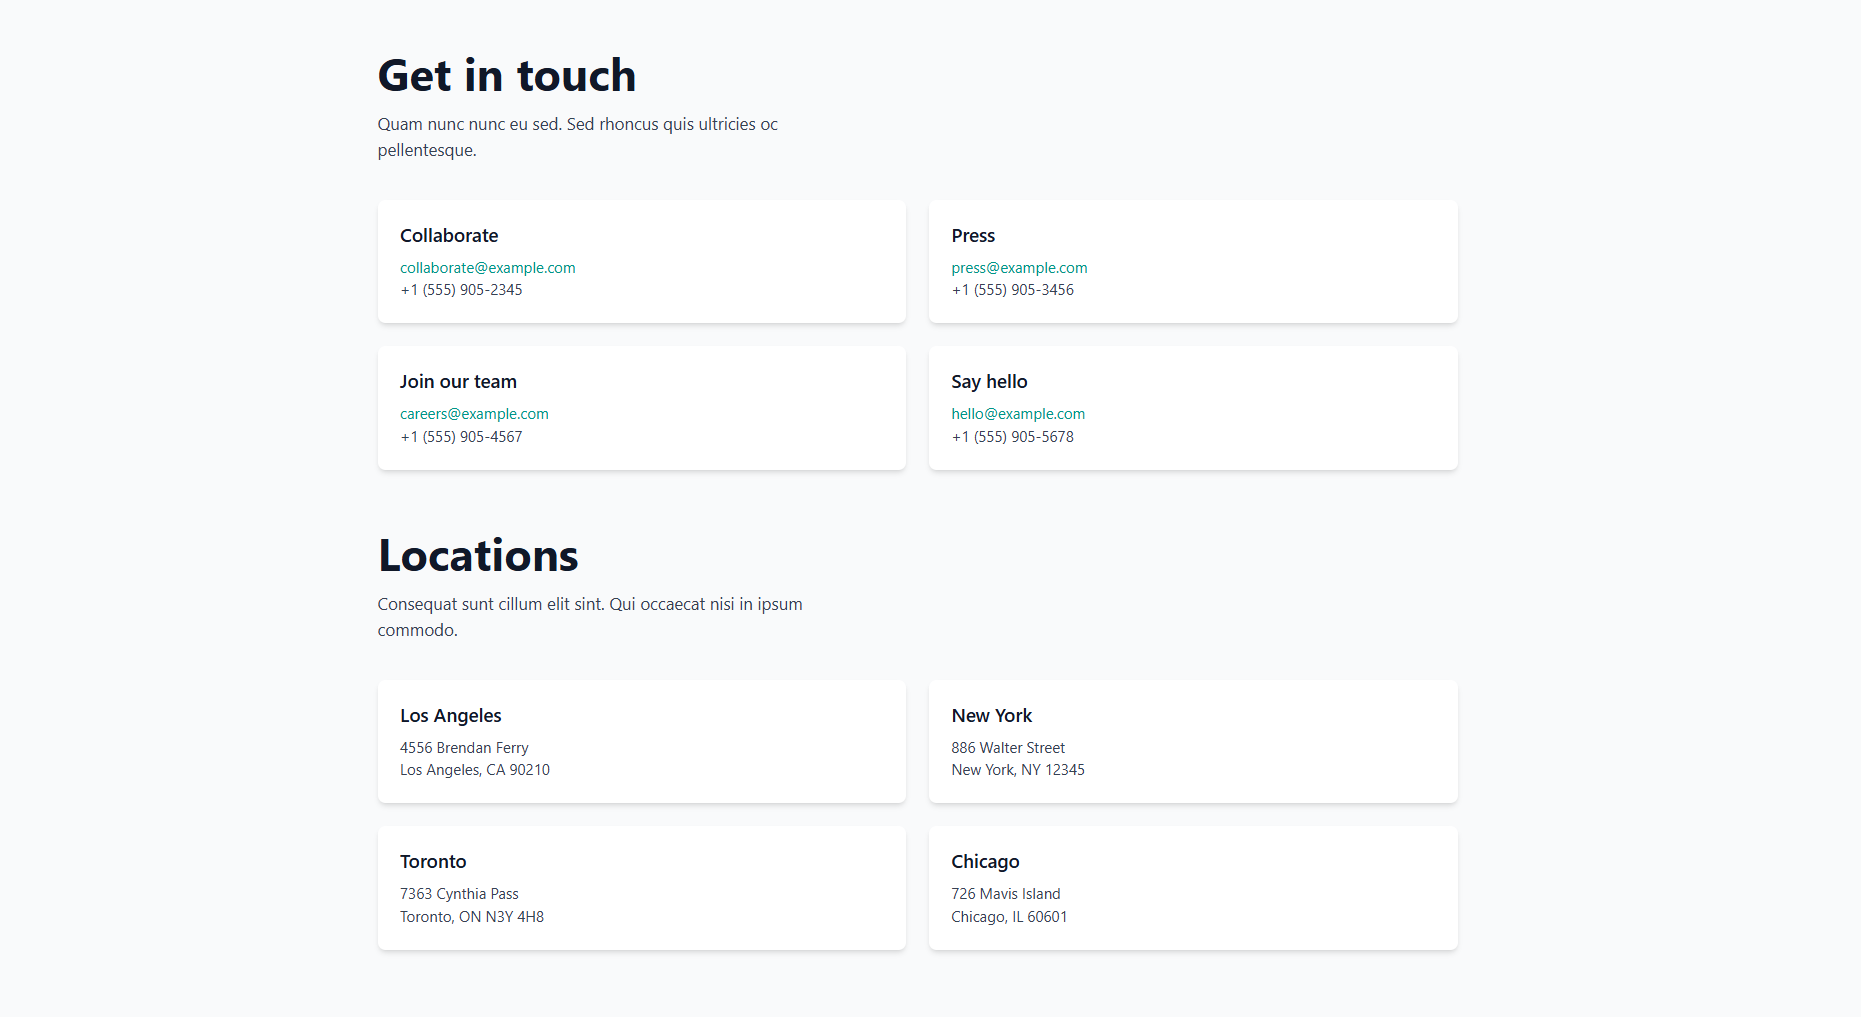 Get in touch
Quam nunc nunc eu sed. Sed rhoncus quis ultricies oc
pellentesque.
Collaborate
collaborate@example.com
+1 (555) 905-2345
Press
press@example.com
+1 (555) 905-3456
Join our team
careers@example.com
+1 (555) 905-4567
Say hello
hello@example.com
+1 (555) 905-5678
Locations
Consequat sunt cillum elit sint. Qui occaecat nisi in ipsum
commodo.
Los Angeles
4556 Brendan Ferry
Los Angeles, CA 90210
New York
886 Walter Street
New York, NY 12345
Toronto
7363 Cynthia Pass
Toronto, ON N3Y 4H8
Chicago
726 Mavis Island
Chicago, IL 60601